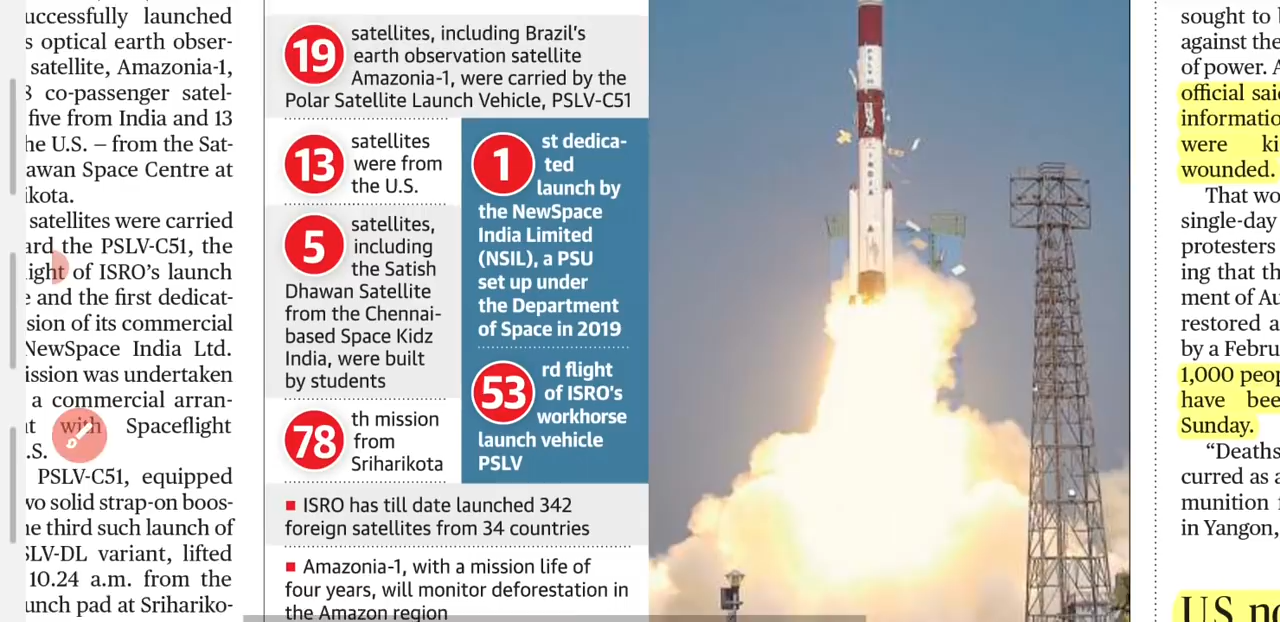 uccessfully launched
s optical earth obser-
satellite, Amazonia-1,
co-passenger satel-
five from India and 13
he U.S. – from the Sat-
awan Space Centre at
ikota.
satellites were carried
ard the PSLV-C51, the
ight of ISRO's launch
e and the first dedicat-
sion of its commercial
NewSpace India Ltd.
ission was undertaken
a commercial arran-
t with Spaceflight
.S.
PSLV-C51, equipped
wo solid strap-on boos-
he third such launch of
SLV-DL variant, lifted
10.24 a.m. from the
unch pad at Srihariko-
19 satellites, including Brazil's
earth observation satellite
Amazonia-1, were carried by the
Polar Satellite Launch Vehicle, PSLV-C51
13 satellites
were from
the U.S.
5 satellites,
including
the Satish
Dhawan Satellite
from the Chennai-
based Space Kidz
India, were built
by students
78 th mission
from
Sriharikota
1 st dedica-
ted
launch by
the NewSpace
India Limited
(NSIL), a PSU
set up under
the Department
of Space in 2019
53 rd flight
of ISRO's
workhorse
launch vehicle
PSLV
ISRO has till date launched 342
foreign satellites from 34 countries
Amazonia-1, with a mission life of
four years, will monitor deforestation in
the Amazon region
PSLV
INDIA
sought to
against the
of power. A
official said
informatio
were ki
wounded.
That wo
single-day
protesters
ing that th
ment of Au
restored a
by a Febru
1,000 peop
have bee
Sunday.
"Deaths
curred as a
munition
in Yangon,
US no